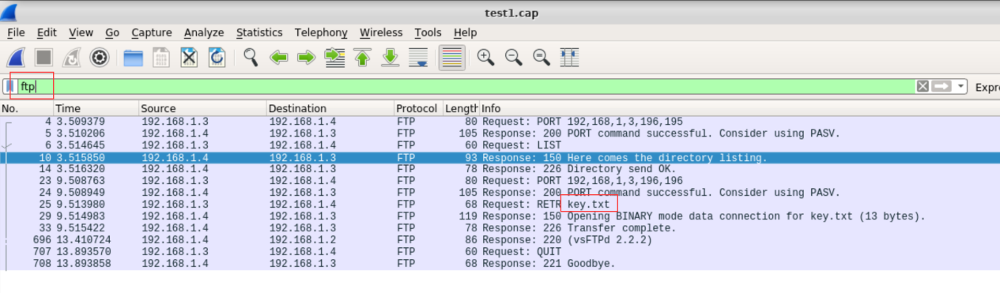 test1.cap
File Edit View Go Capture Analyze Statistics Telephony Wireless Tools Help
ftp
Expr
No. Time Source Destination Protocol Length Info
4 3.509379 192.168.1.3 192.168.1.4 FTP 80 Request: PORT 192,168,1,3,196,195
5 3.510206 192.168.1.4 192.168.1.3 FTP 105 Response: 200 PORT command successful. Consider using PASV.
6 3.514645 192.168.1.3 192.168.1.4 FTP 60 Request: LIST
10 3.515850 192.168.1.4 192.168.1.3 FTP 93 Response: 150 Here comes the directory listing.
14 3.516320 192.168.1.4 192.168.1.3 FTP 78 Response: 226 Directory send OK.
23 9.508763 192.168.1.3 192.168.1.4 FTP 80 Request: PORT 192,168,1,3,196,196
24 9.508949 192.168.1.4 192.168.1.3 FTP 105 Response: 200 PORT command successful. Consider using PASV.
25 9.513980 192.168.1.3 192.168.1.4 FTP 68 Request: RETR key.txt
29 9.514983 192.168.1.4 192.168.1.3 FTP 119 Response: 150 Opening BINARY mode data connection for key.txt (13 bytes).
33 9.515422 192.168.1.4 192.168.1.3 FTP 78 Response: 226 Transfer complete.
696 13.410724 192.168.1.4 192.168.1.2 FTP 86 Response: 220 (vsFTPd 2.2.2)
707 13.893570 192.168.1.3 192.168.1.4 FTP 60 Request: QUIT
708 13.893858 192.168.1.4 192.168.1.3 FTP 68 Response: 221 Goodbye.